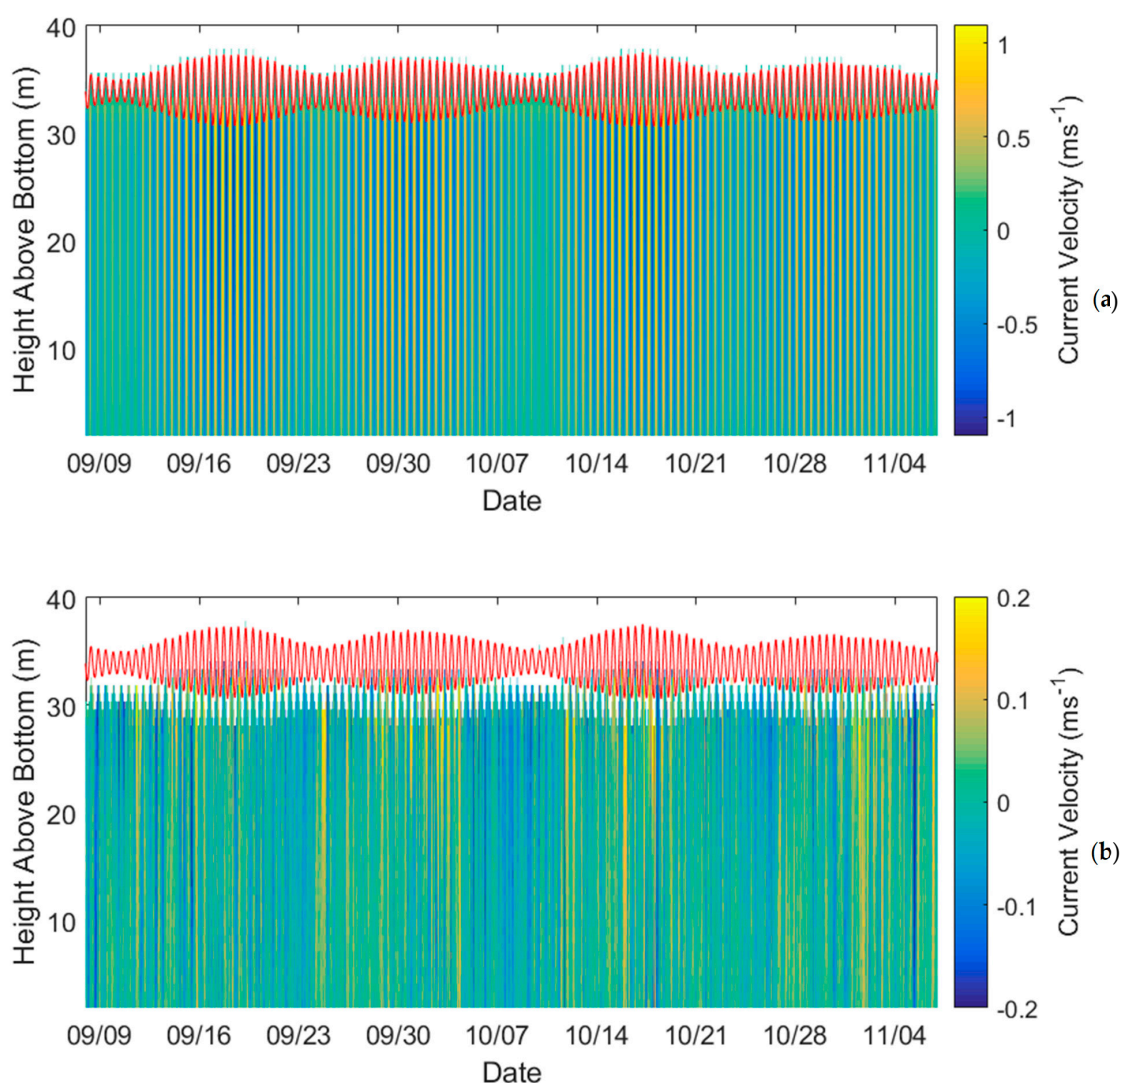 40
30
20
10
Height Above Bottom (m)
09/09 09/16 09/23 09/30 10/07 10/14 10/21 10/28 11/04
Date
1
0.5
0
-0.5
-1
Current Velocity (ms⁻¹)
(a)
40
30
20
10
Height Above Bottom (m)
09/09 09/16 09/23 09/30 10/07 10/14 10/21 10/28 11/04
Date
0.2
0.1
0
-0.1
-0.2
Current Velocity (ms⁻¹)
(b)